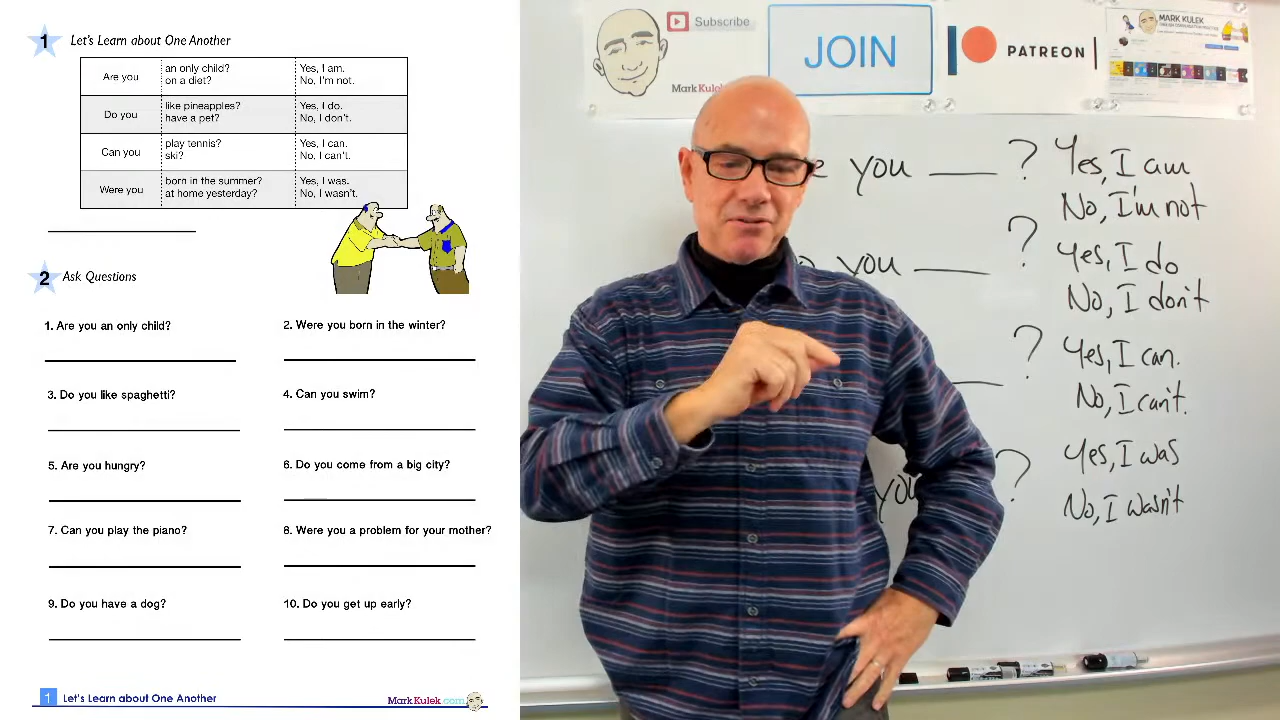 1 Let's Learn about One Another
Are you
an only child?
on a diet?
Yes, I am.
No, I'm not.
Do you
like pineapples?
have a pet?
Yes, I do.
No, I don't.
Can you
play tennis?
ski?
Yes, I can.
No. I can't.
Were you
born in the summer?
at home yesterday?
Yes, I was.
No, I wasn't.
2 Ask Questions
1. Are you an only child?
2. Were you born in the winter?
3. Do you like spaghetti?
4. Can you swim?
5. Are you hungry?
6. Do you come from a big city?
7. Can you play the piano?
8. Were you a problem for your mother?
9. Do you have a dog?
10. Do you get up early?
1 Let's Learn about One Another
MarkKulek.com
Subscribe
Mark
JOIN
PATREON
MARK KULEK
you ___ ?
Yes, I am
No, I'm not
you ___ ?
Yes, I do
No, I don't
?
Yes, I can.
No, I can't.
you ?
Yes, I was
No, I wasn't